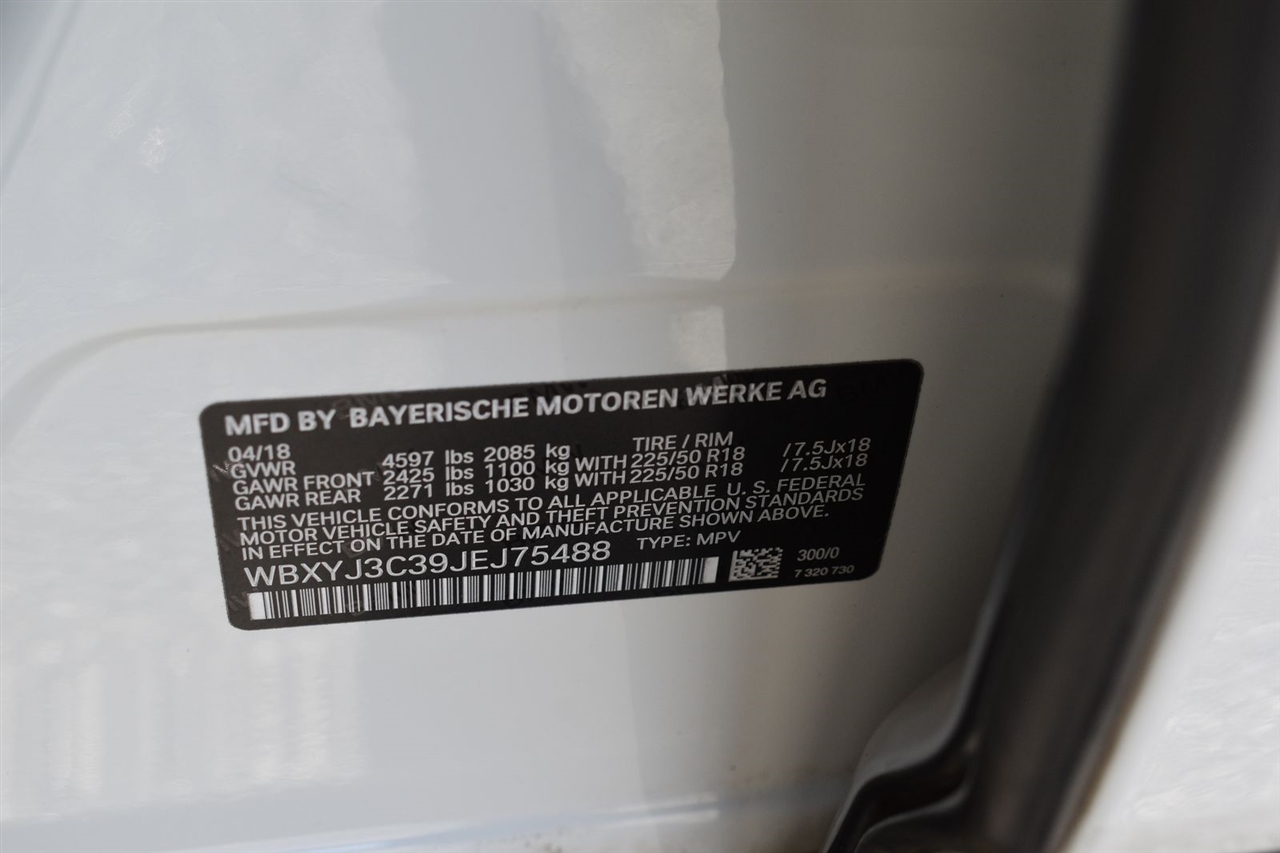 MFD BY BAYERISCHE MOTOREN WERKE AG
04/18 TIRE / RIM
GVWR 4597 lbs 2085 kg
GAWR FRONT 2425 lbs 1100 kg WITH 225/50 R18 /7.5Jx18
GAWR REAR 2271 lbs 1030 kg WITH 225/50 R18 /7.5Jx18
THIS VEHICLE CONFORMS TO ALL APPLICABLE U. S. FEDERAL
MOTOR VEHICLE SAFETY AND THEFT PREVENTION STANDARDS
IN EFFECT ON THE DATE OF MANUFACTURE SHOWN ABOVE.
WBXYJ3C39JEJ75488 TYPE: MPV
300/0
7 320 730